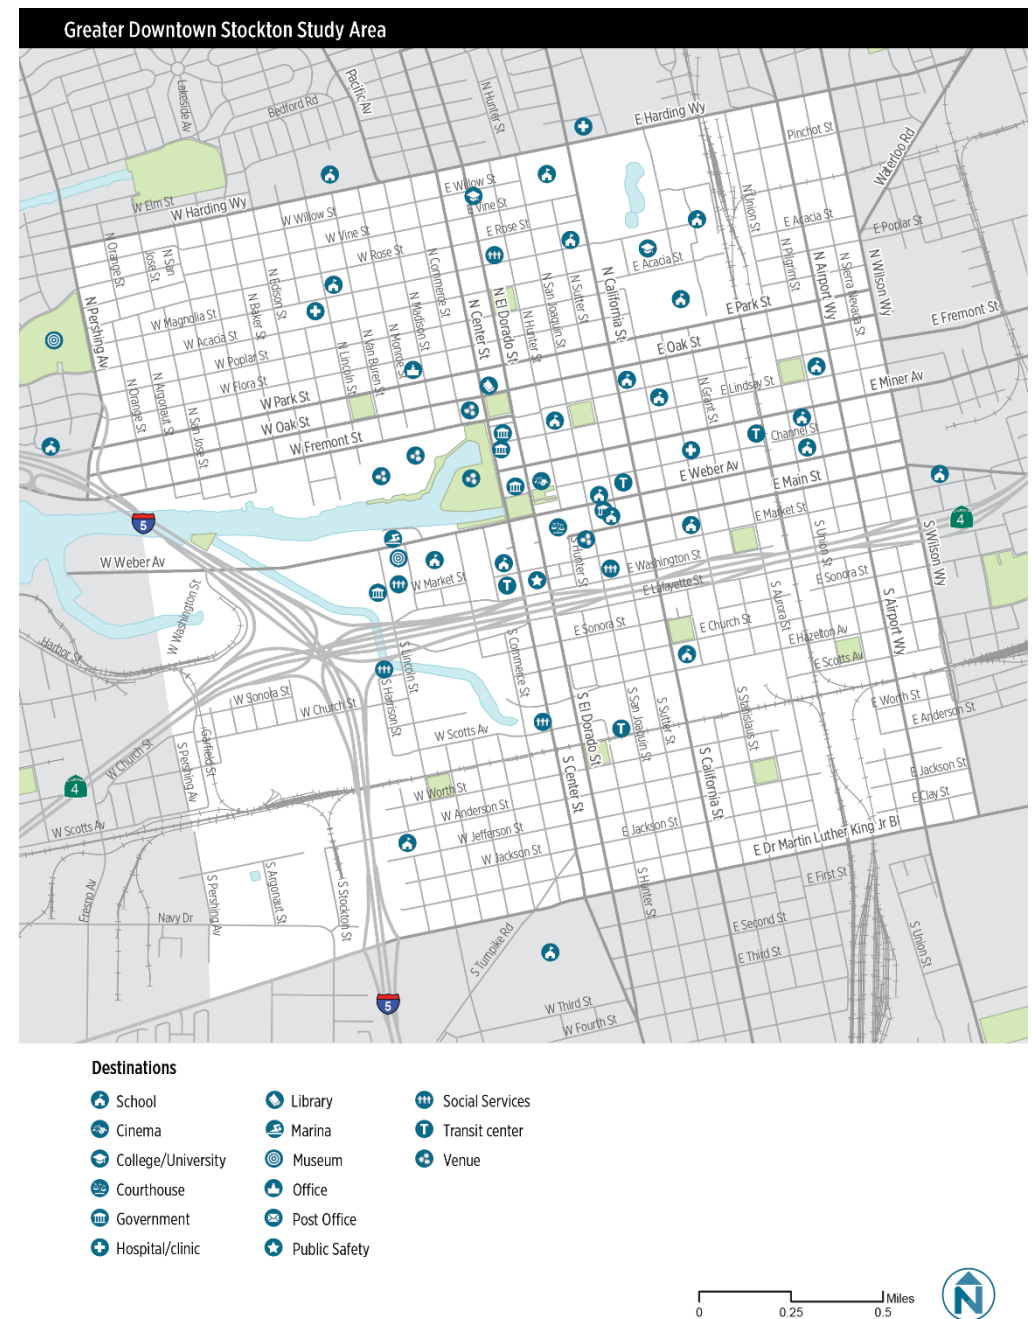 Greater Downtown Stockton Study Area
Lakeside Av
Bedford Rd
Pacific Av
N Hunter St
E Harding Wy
Pinchot St
Waterloo Rd
W Elm St
W Harding Wy
W Willow St
E Willow St
Vine St
W Vine St
E Rose St
W Rose St
N Union St
E Acacia St
E Poplar St
E Acacia St
N Orange St
N San Jose St
N Edison St
N Baker St
N Commerce St
N Madison St
N Center St
N El Dorado St
N Hunter St
N San Joaquin St
N Sutter St
N California St
N Pilgrim St
N Airport Wy
N Sierra Nevada St
N Wilson Wy
N Pershing Av
W Magnolia St
W Acacia St
W Poplar St
W Flora St
W Park St
W Oak St
W Fremont St
N Lincoln St
N Van Buren St
N Monroe St
N Orange St
N Argonaut St
N San Jose St
E Park St
E Oak St
E Fremont St
E Lindsay St
N Grant St
E Miner Av
Channel St
E Weber Av
E Main St
E Market St
5
4
W Weber Av
W Market St
S Hunter St
E Washington St
E Lafayette St
S Union St
E Sonora St
S Wilson Wy
S Airport Wy
W Washington St
Harbor St
S Lincoln St
S Commerce St
E Sonora St
E Church St
S Aurora St
E Hazelton Av
E Scotts Av
W Sonora St
W Church St
S Harrison St
W Scotts Av
S El Dorado St
S San Joaquin St
S Sutter St
S Stanislaus St
E Worth St
E Anderson St
W Church St
S Pershing Av
Garfield St
S Center St
S California St
E Jackson St
E Clay St
4
W Scotts Av
W Worth St
W Anderson St
W Jefferson St
W Jackson St
E Jackson St
E Dr Martin Luther King Jr Bl
Fresno Av
Navy Dr
S Pershing Av
S Argonaut St
S Stockton St
S Turnpike Rd
S Hunter St
E First St
E Second St
E Third St
S Union St
5
W Third St
W Fourth St
Destinations
School
Cinema
College/University
Courthouse
Government
Hospital/clinic
Library
Marina
Museum
Office
Post Office
Public Safety
Social Services
T Transit center
Venue
Miles
0 0.25 0.5
N